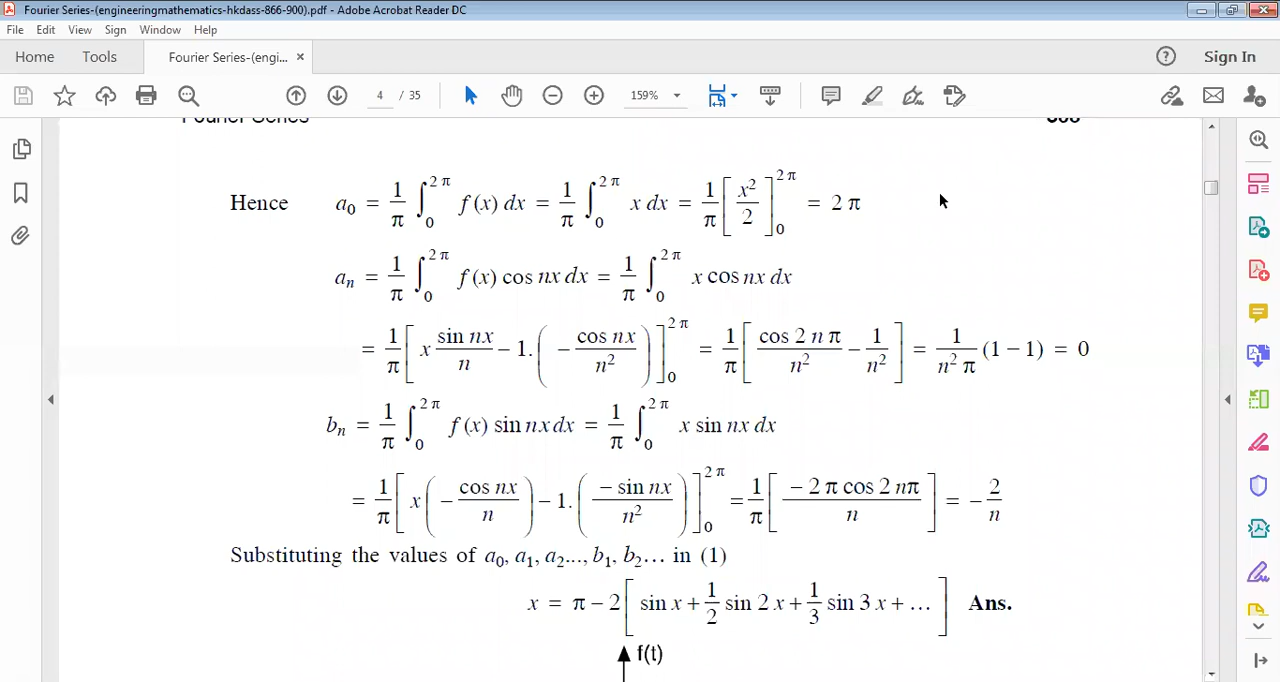 Fourier Series-(engineeringmathematics-hkdass-866-900).pdf - Adobe Acrobat Reader DC
File Edit View Sign Window Help
Home Tools Fourier Series-(engi... × Sign In
4 / 35 159%
Fourier Series
Hence a₀ = 1/π ∫₀^{2π} f(x) dx = 1/π ∫₀^{2π} x dx = 1/π [x²/2]₀^{2π} = 2π
aₙ = 1/π ∫₀^{2π} f(x) cos nx dx = 1/π ∫₀^{2π} x cos nx dx
= 1/π [x sin nx/n − 1.(− cos nx/n²)]₀^{2π} = 1/π [cos 2nπ/n² − 1/n²] = 1/(n²π) (1 − 1) = 0
bₙ = 1/π ∫₀^{2π} f(x) sin nx dx = 1/π ∫₀^{2π} x sin nx dx
= 1/π [x(− cos nx/n) − 1.(− sin nx/n²)]₀^{2π} = 1/π [− 2π cos 2nπ/n] = − 2/n
Substituting the values of a₀, a₁, a₂..., b₁, b₂... in (1)
x = π − 2[sin x + 1/2 sin 2x + 1/3 sin 3x + ...] Ans.
f(t)